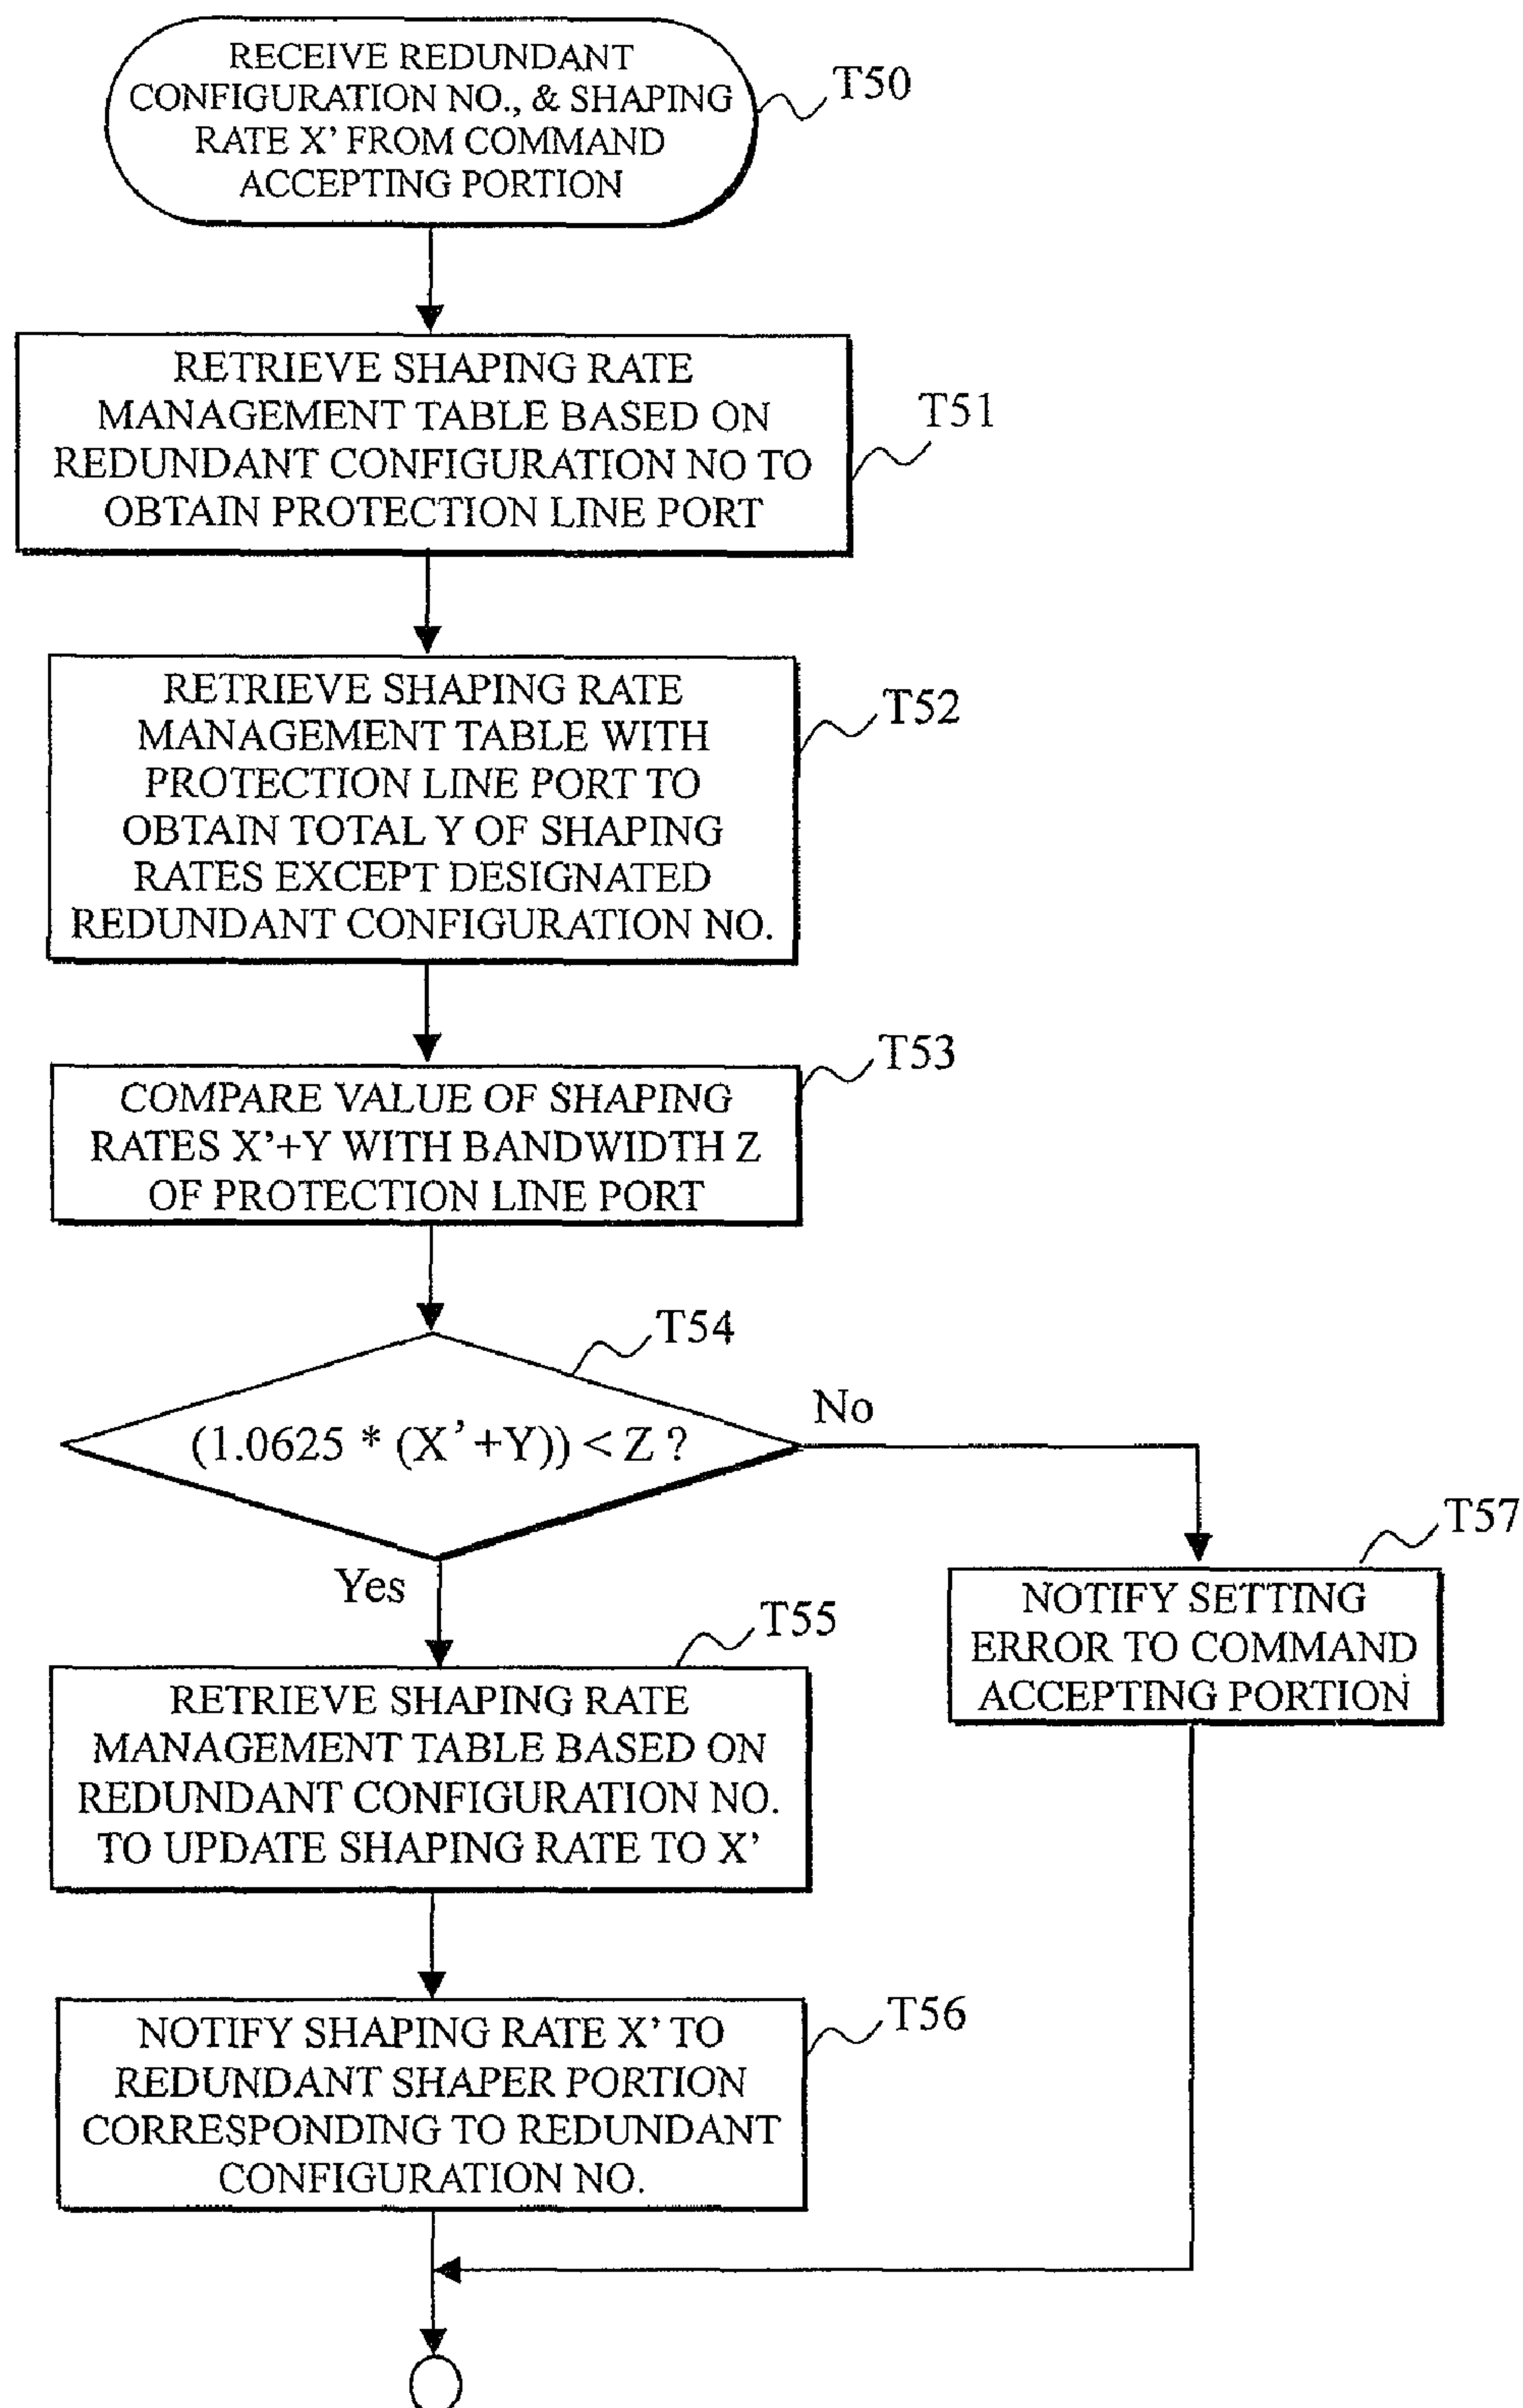 RECEIVE REDUNDANT
CONFIGURATION NO., & SHAPING
RATE X' FROM COMMAND
ACCEPTING PORTION
T50
RETRIEVE SHAPING RATE
MANAGEMENT TABLE BASED ON
REDUNDANT CONFIGURATION NO TO
OBTAIN PROTECTION LINE PORT
T51
RETRIEVE SHAPING RATE
MANAGEMENT TABLE WITH
PROTECTION LINE PORT TO
OBTAIN TOTAL Y OF SHAPING
RATES EXCEPT DESIGNATED
REDUNDANT CONFIGURATION NO.
T52
COMPARE VALUE OF SHAPING
RATES X'+Y WITH BANDWIDTH Z
OF PROTECTION LINE PORT
T53
(1.0625 * (X'+Y)) < Z ?
T54
No
Yes
RETRIEVE SHAPING RATE
MANAGEMENT TABLE BASED ON
REDUNDANT CONFIGURATION NO.
TO UPDATE SHAPING RATE TO X'
T55
NOTIFY SETTING
ERROR TO COMMAND
ACCEPTING PORTION
T57
NOTIFY SHAPING RATE X' TO
REDUNDANT SHAPER PORTION
CORRESPONDING TO REDUNDANT
CONFIGURATION NO.
T56